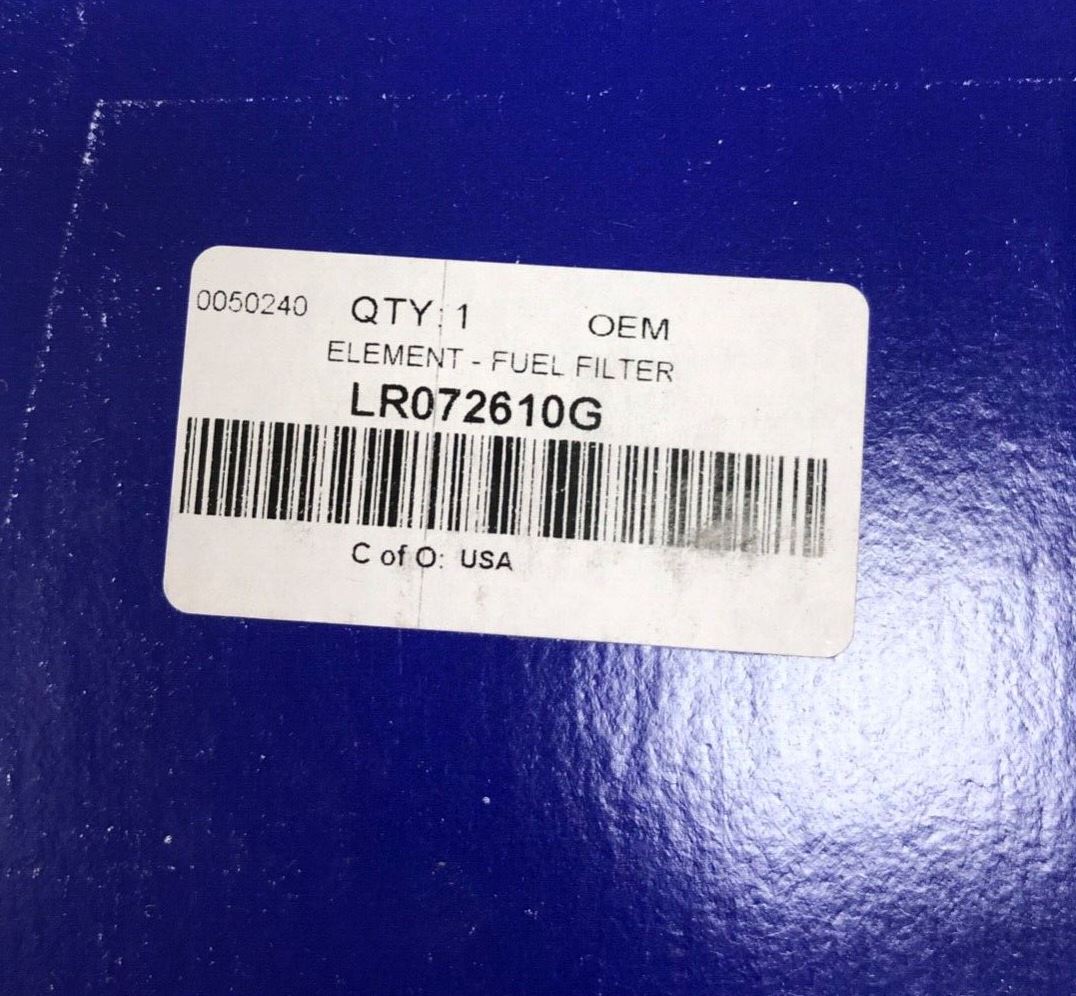 0050240 QTY: 1 OEM
ELEMENT - FUEL FILTER
LR072610G
C of O: USA